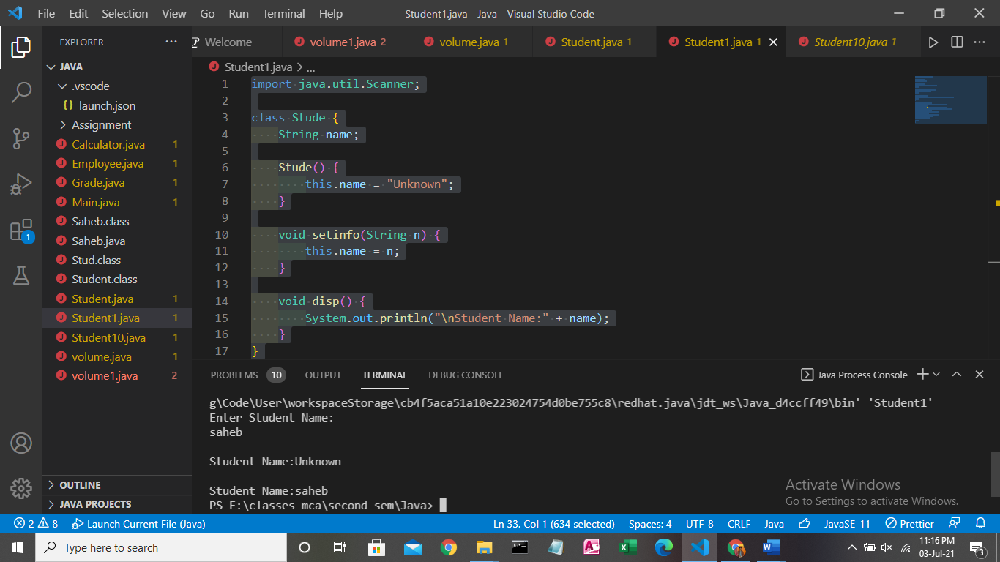 File Edit Selection View Go Run Terminal Help Student1.java - Java - Visual Studio Code
EXPLORER ···
Welcome volume1.java 2 volume.java 1 Student.java 1 Student1.java 1 Student10.java 1
JAVA
.vscode
{} launch.json
Assignment
Calculator.java 1
Employee.java 1
Grade.java 1
Main.java 1
Saheb.class
Saheb.java
Stud.class
Student.class
Student.java 1
Student1.java 1
Student10.java 1
volume.java 1
volume1.java 2
OUTLINE
JAVA PROJECTS
1
Student1.java > ...
1 import java.util.Scanner;
2
3 class Stude {
4 String name;
5
6 Stude() {
7 this.name = "Unknown";
8 }
9
10 void setinfo(String n) {
11 this.name = n;
12 }
13
14 void disp() {
15 System.out.println("\nStudent Name:" + name);
16 }
17 }
PROBLEMS 10 OUTPUT TERMINAL DEBUG CONSOLE Java Process Console
g\Code\User\workspaceStorage\cb4f5aca51a10e223024754d0be755c8\redhat.java\jdt_ws\Java_d4ccff49\bin' 'Student1'
Enter Student Name:
saheb
Student Name:Unknown
Student Name:saheb
PS F:\classes mca\second sem\Java>
Activate Windows
Go to Settings to activate Windows.
2 8 Launch Current File (Java) Ln 33, Col 1 (634 selected) Spaces: 4 UTF-8 CRLF Java JavaSE-11 Prettier
Type here to search
11:16 PM
03-Jul-21
3